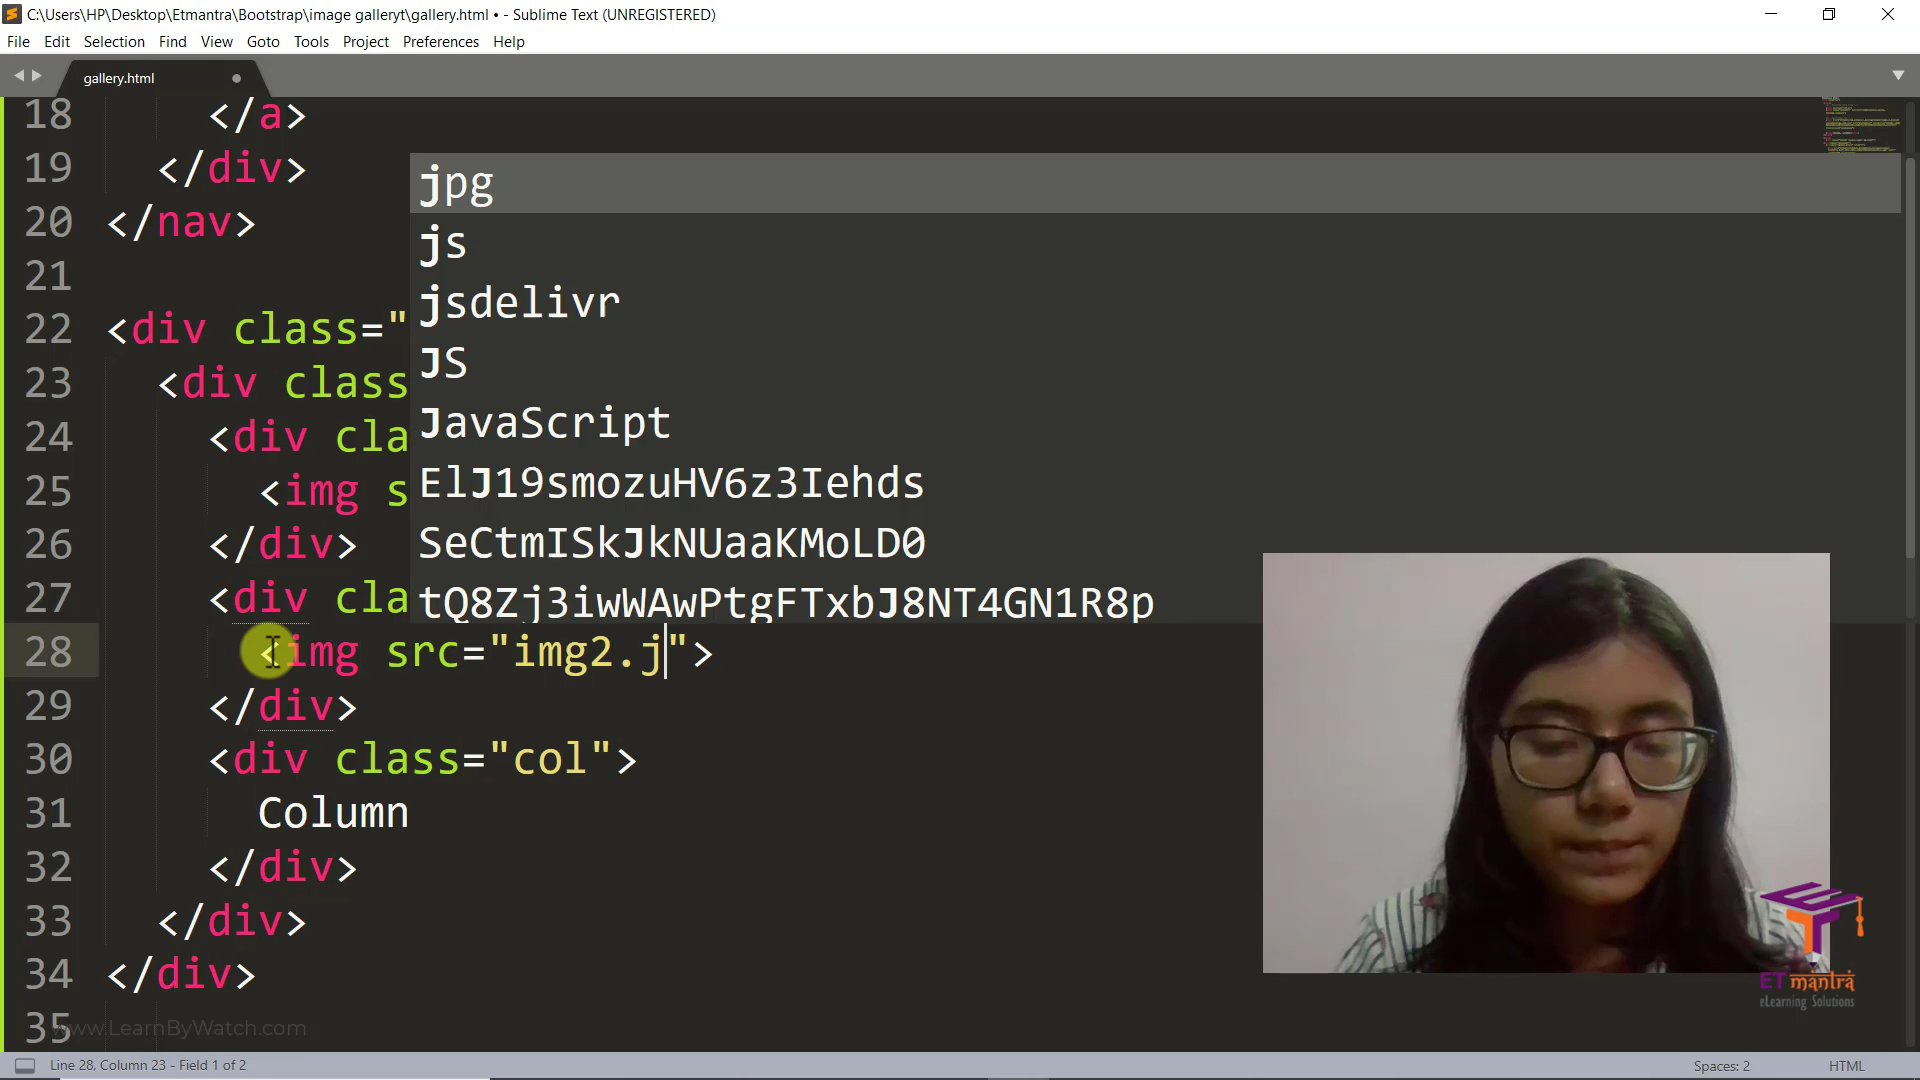 C:\Users\HP\Desktop\Etmantra\Bootstrap\image galleryt\gallery.html • - Sublime Text (UNREGISTERED)
File Edit Selection Find View Goto Tools Project Preferences Help
gallery.html
18 </a>
19 </div>
20 </nav>
21
22 <div class="
23 <div class
24 <div cla
25 <img s
26 </div>
27 <div cla
28 <img src="img2.j">
29 </div>
30 <div class="col">
31 Column
32 </div>
33 </div>
34 </div>
35
jpg
js
jsdelivr
JS
JavaScript
ElJ19smozuHV6z3Iehds
SeCtmISkJkNUaaKMoLD0
tQ8Zj3iwWAwPtgFTxbJ8NT4GN1R8p
ET mantra
eLearning Solutions
www.LearnByWatch.com
Line 28, Column 23 - Field 1 of 2
Spaces: 2
HTML